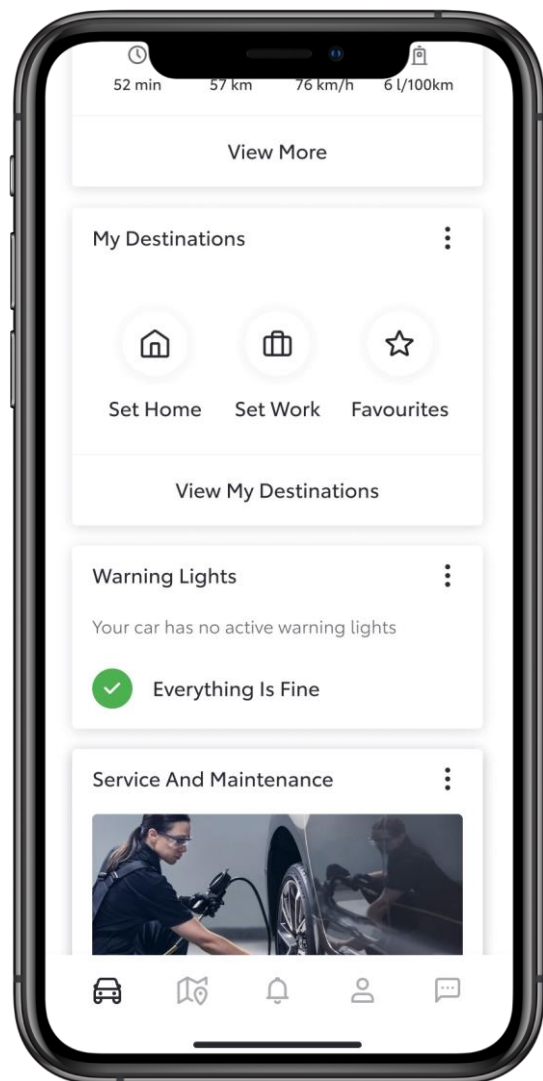 52 min 57 km 76 km/h 6 l/100km
View More
My Destinations
Set Home Set Work Favourites
View My Destinations
Warning Lights
Your car has no active warning lights
Everything Is Fine
Service And Maintenance